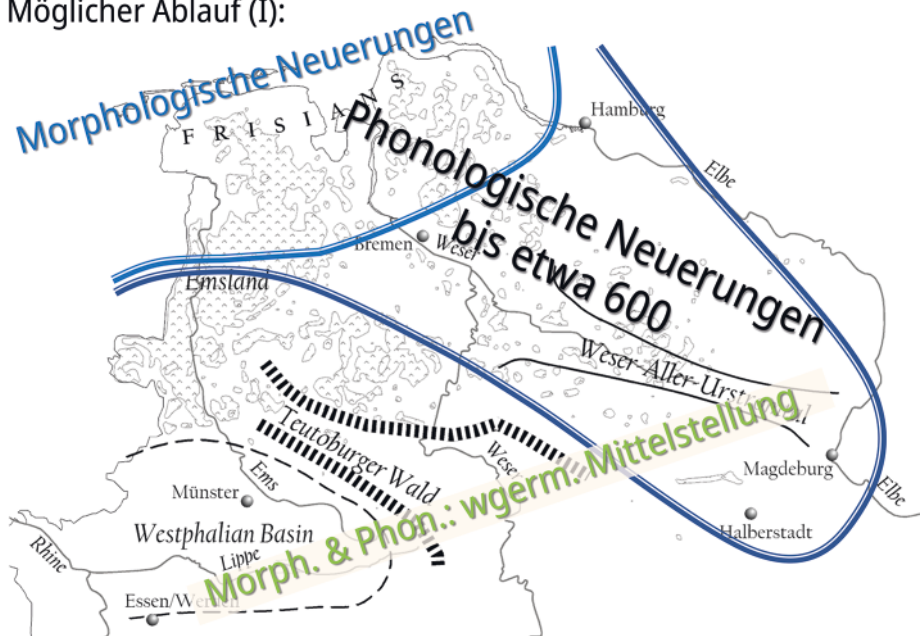 Möglicher Ablauf (I):
Morphologische Neuerungen
FRISIANS
Phonologische Neuerungen
bis etwa 600
Hamburg
Elbe
Bremen
Weser
Emsland
Weser-Aller-Urstromtal
Teutoburger Wald
Weser
Morph. & Phon.: wgerm. Mittelstellung
Magdeburg
Elbe
Halberstadt
Ems
Münster
Westphalian Basin
Lippe
Rhine
Essen/Werden